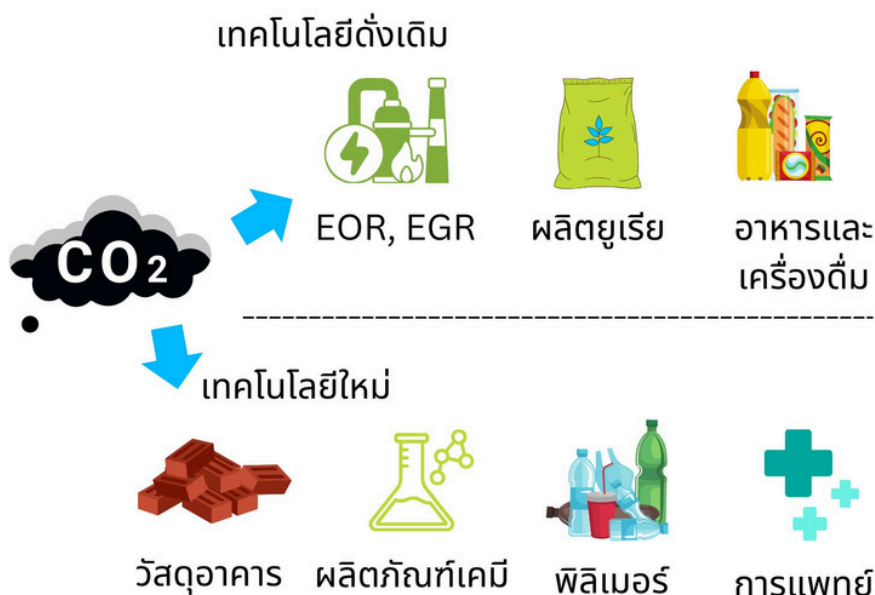 เทคโนโลยีดั่งเดิม
CO2
EOR, EGR
ผลิตยูเรีย
อาหารและ
เครื่องดื่ม
เทคโนโลยีใหม่
วัสดุอาคาร
ผลิตภัณฑ์เคมี
พิลิเมอร์
การแพทย์